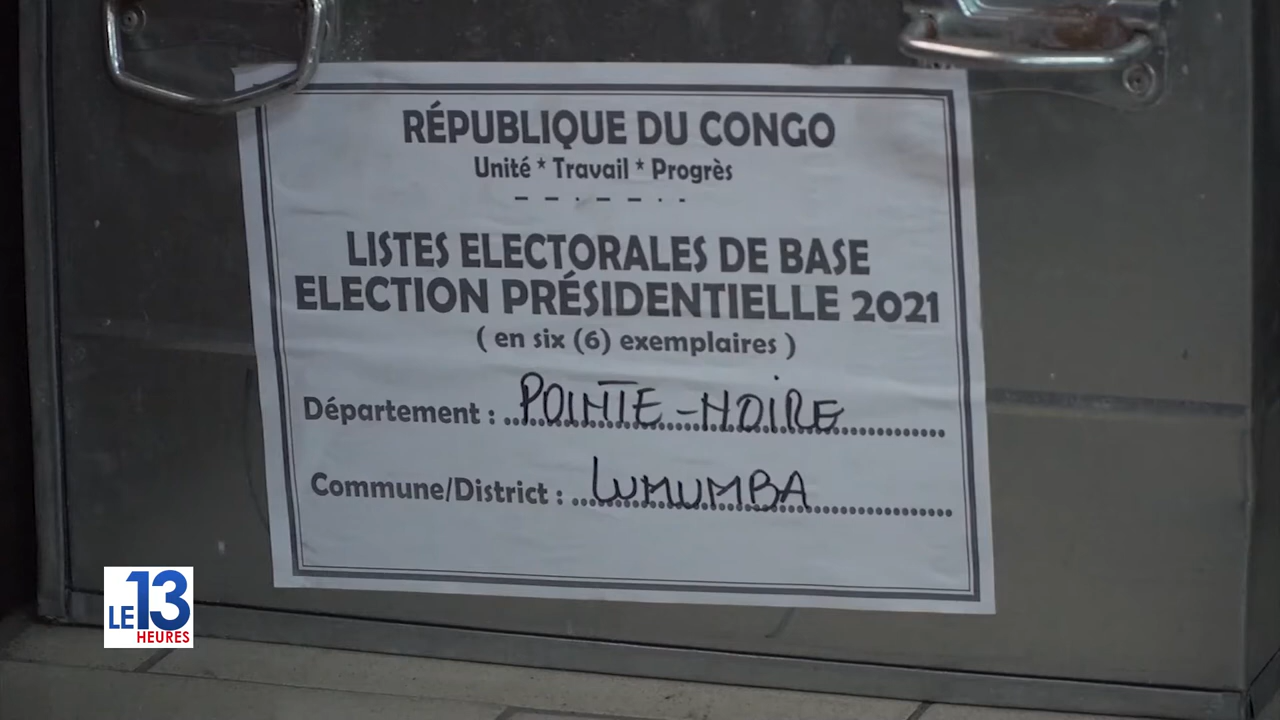 RÉPUBLIQUE DU CONGO
Unité * Travail * Progrès
LISTES ELECTORALES DE BASE
ELECTION PRÉSIDENTIELLE 2021
( en six (6) exemplaires )
Département : POINTE-NOIRE
Commune/District : LUMUMBA
LE 13
HEURES